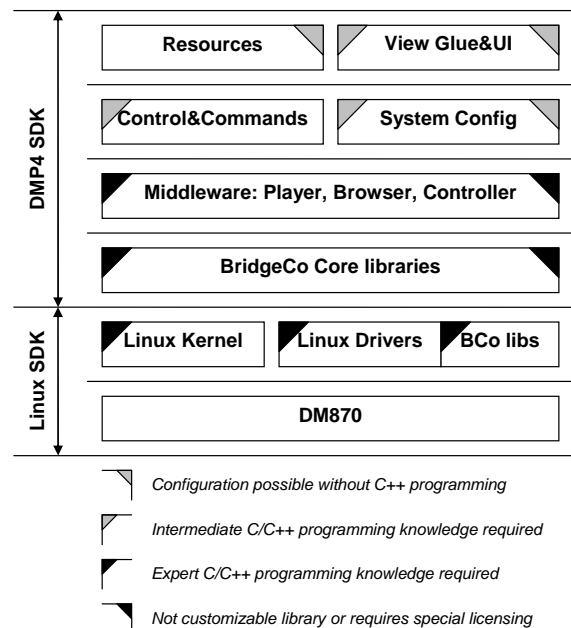 DMP4 SDK
Resources
View Glue&UI
Control&Commands
System Config
Middleware: Player, Browser, Controller
BridgeCo Core libraries
Linux SDK
Linux Kernel
Linux Drivers
BCo libs
DM870
Configuration possible without C++ programming
Intermediate C/C++ programming knowledge required
Expert C/C++ programming knowledge required
Not customizable library or requires special licensing